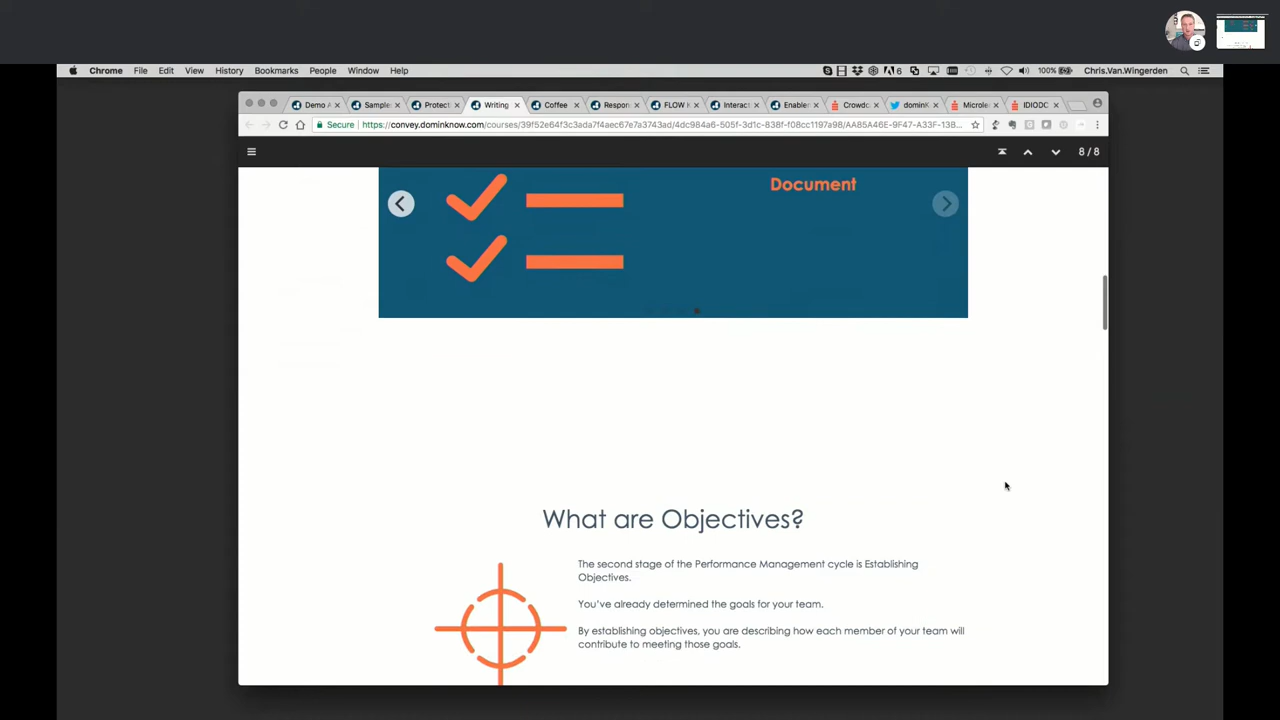 Chrome File Edit View History Bookmarks People Window Help
6 100% Chris.Van.Wingerden
Demo A Sample Protect Writing Coffee Respon FLOW Interact Enable Crowdc domink Microle IDIODC
Secure https://convey.dominknow.com/courses/39f52e64f3c3ada7f4aec67e7a3743ad/4dc984a6-505f-3d1c-838f-f08cc1197a98/AA85A46E-9F47-A33F-13B...
8 / 8
Document
What are Objectives?
The second stage of the Performance Management cycle is Establishing
Objectives.
You've already determined the goals for your team.
By establishing objectives, you are describing how each member of your team will
contribute to meeting those goals.